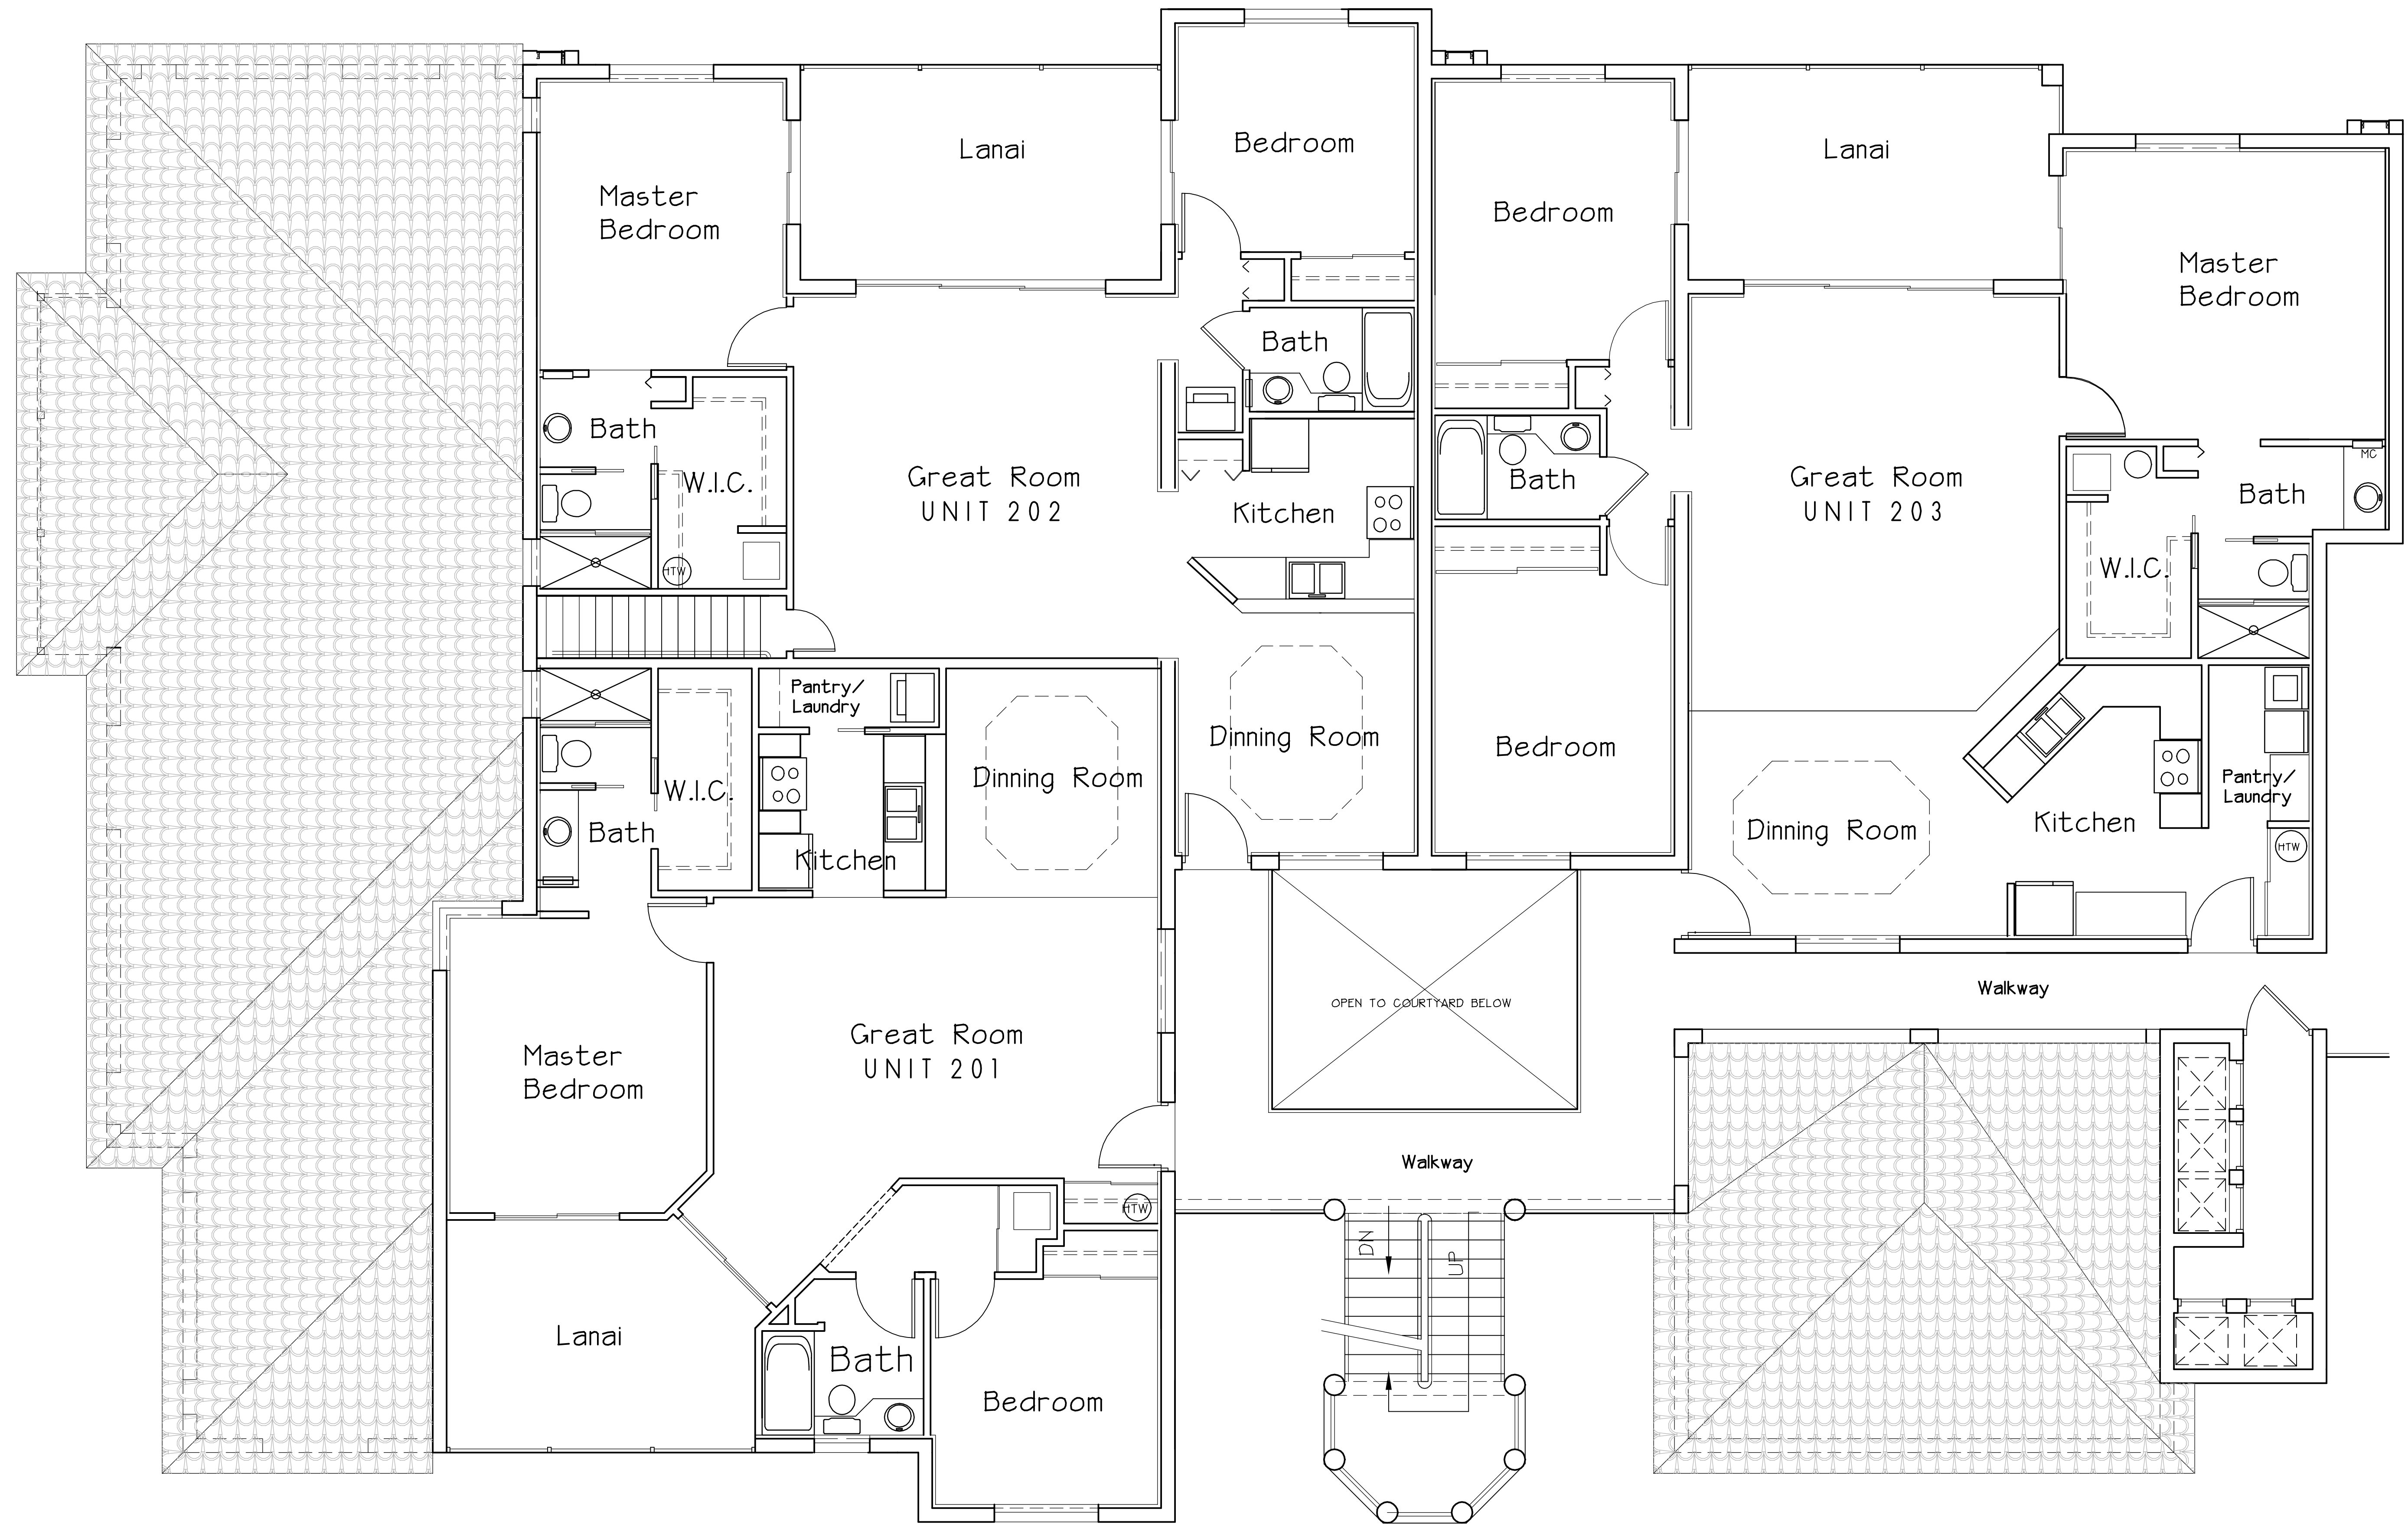 Bedroom
Lanai
Lanai
Master
Bedroom
Bedroom
Master
Bedroom
Bath
Bath
W.I.C.
Great Room
UNIT 202
Kitchen
Bath
Great Room
UNIT 203
MC
Bath
HTW
W.I.C.
Pantry/
Laundry
Dinning Room
Bedroom
W.I.C.
Dinning Room
Bath
Kitchen
Dinning Room
Kitchen
Pantry/
Laundry
HTW
OPEN TO COURTYARD BELOW
Walkway
Master
Bedroom
Great Room
UNIT 201
Walkway
HTW
DN
UP
Lanai
Bath
Bedroom